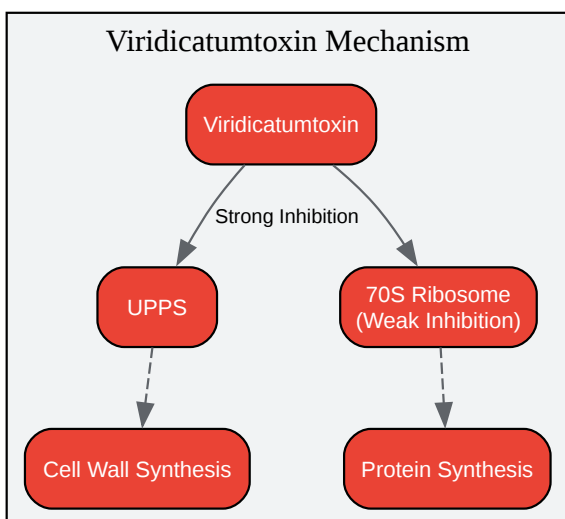 Viridicatumtoxin Mechanism
Viridicatumtoxin
Strong Inhibition
UPPS
70S Ribosome
(Weak Inhibition)
Cell Wall Synthesis
Protein Synthesis